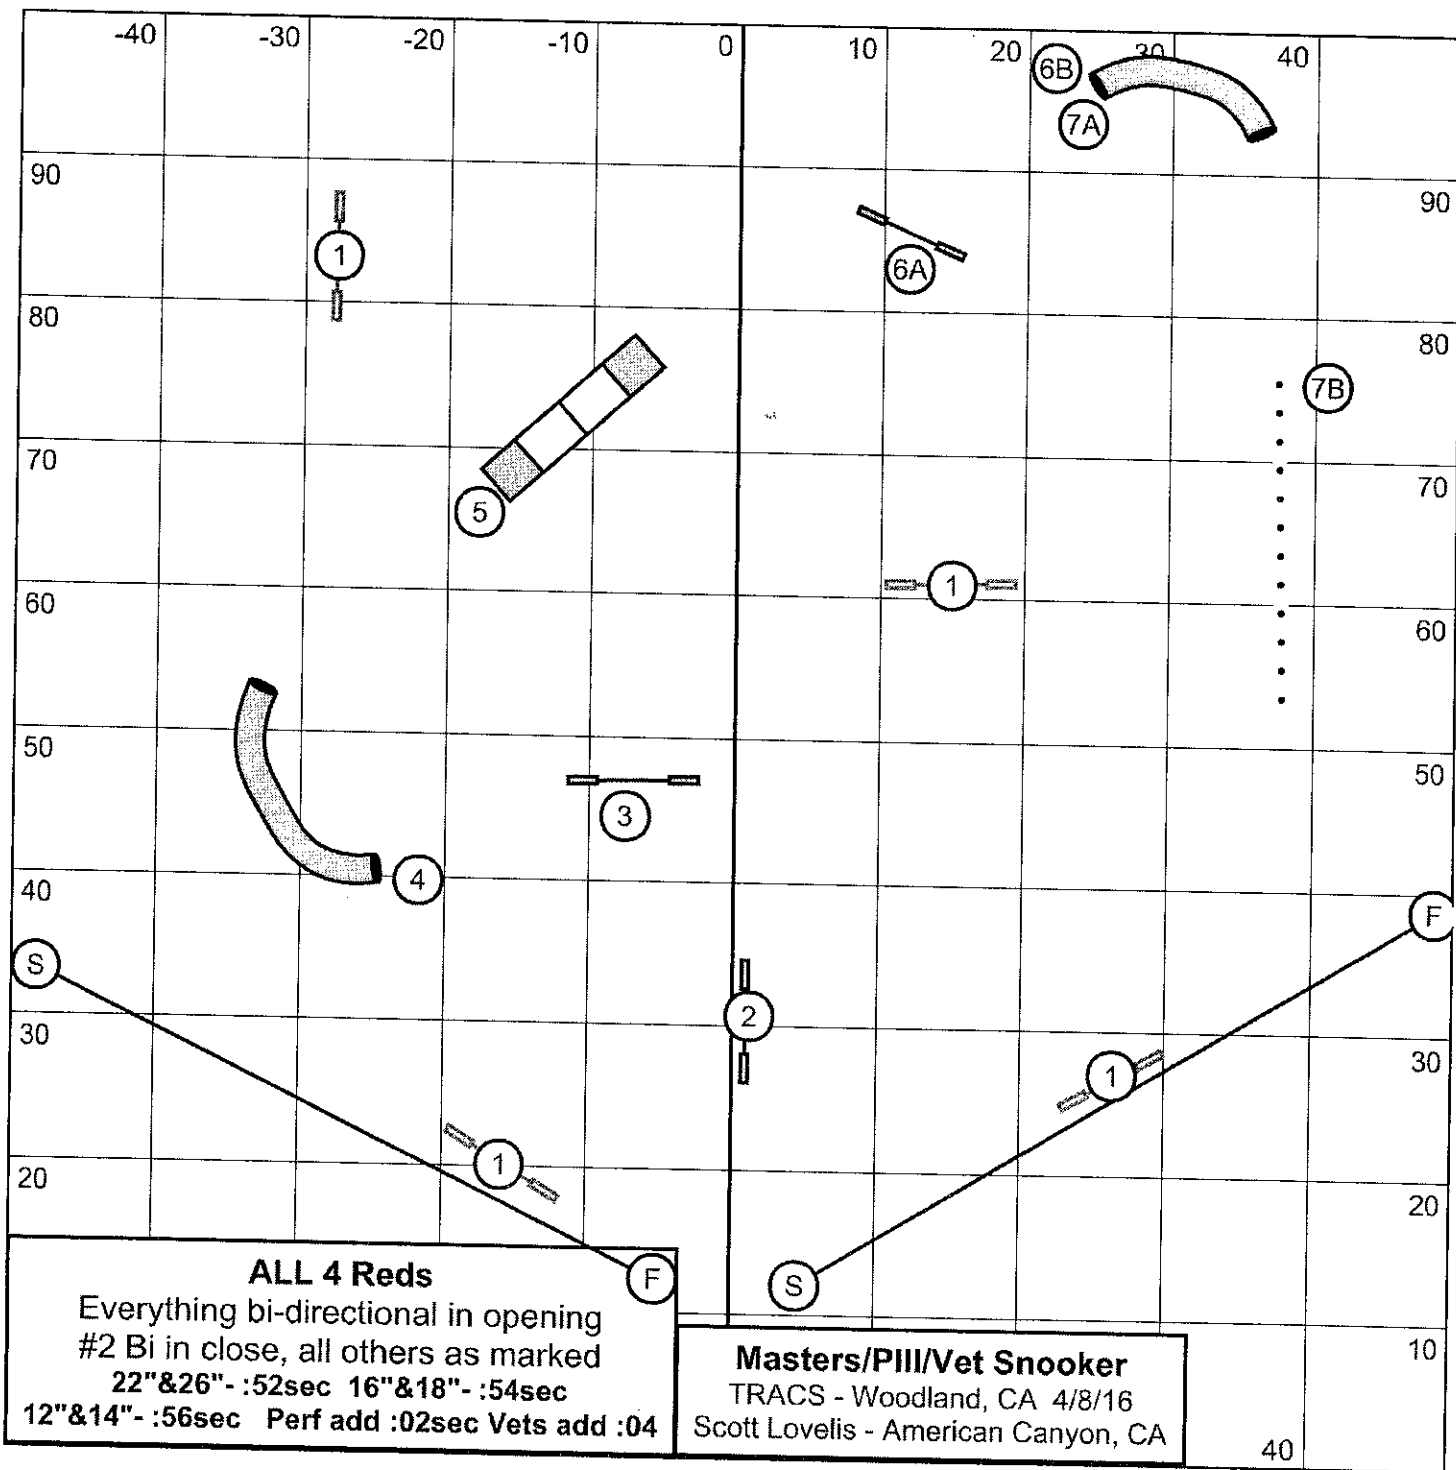 -40 -30 -20 -10 0 10 20 30 40
6B
7A
90 90
1
6A
80 80
7B
70 70
5
1
60 60
50 50
3
4
40
F
S
2
30 30
1
1
20 20
F
S
10
40
ALL 4 Reds
Everything bi-directional in opening
#2 Bi in close, all others as marked
22"&26"- :52sec 16"&18"- :54sec
12"&14"- :56sec Perf add :02sec Vets add :04
Masters/PIII/Vet Snooker
TRACS - Woodland, CA 4/8/16
Scott Lovelis - American Canyon, CA